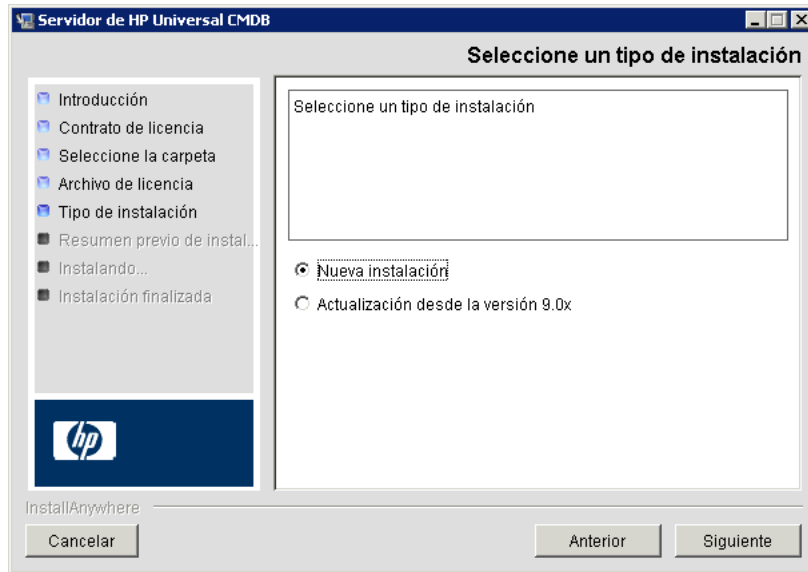 Servidor de HP Universal CMDB
Seleccione un tipo de instalación
Introducción
Contrato de licencia
Seleccione la carpeta
Archivo de licencia
Tipo de instalación
Resumen previo de instal...
Instalando...
Instalación finalizada
Seleccione un tipo de instalación
Nueva instalación
Actualización desde la versión 9.0x
hp
InstallAnywhere
Cancelar
Anterior
Siguiente